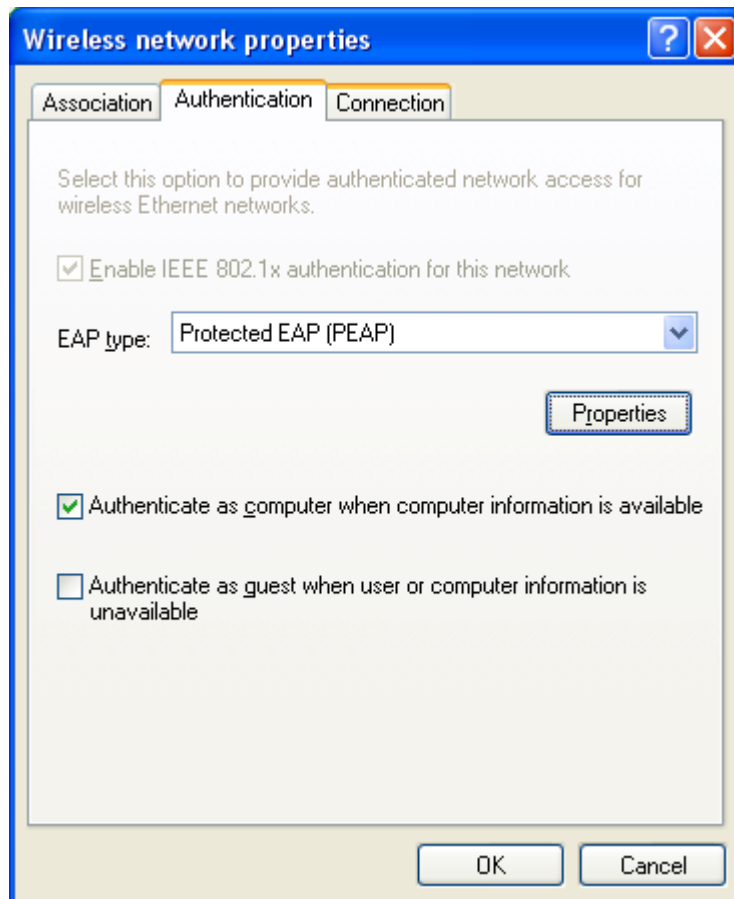 Wireless network properties
Association
Authentication
Connection
Select this option to provide authenticated network access for
wireless Ethernet networks.
Enable IEEE 802.1x authentication for this network
EAP type:
Protected EAP (PEAP)
Properties
Authenticate as computer when computer information is available
Authenticate as guest when user or computer information is
unavailable
OK
Cancel